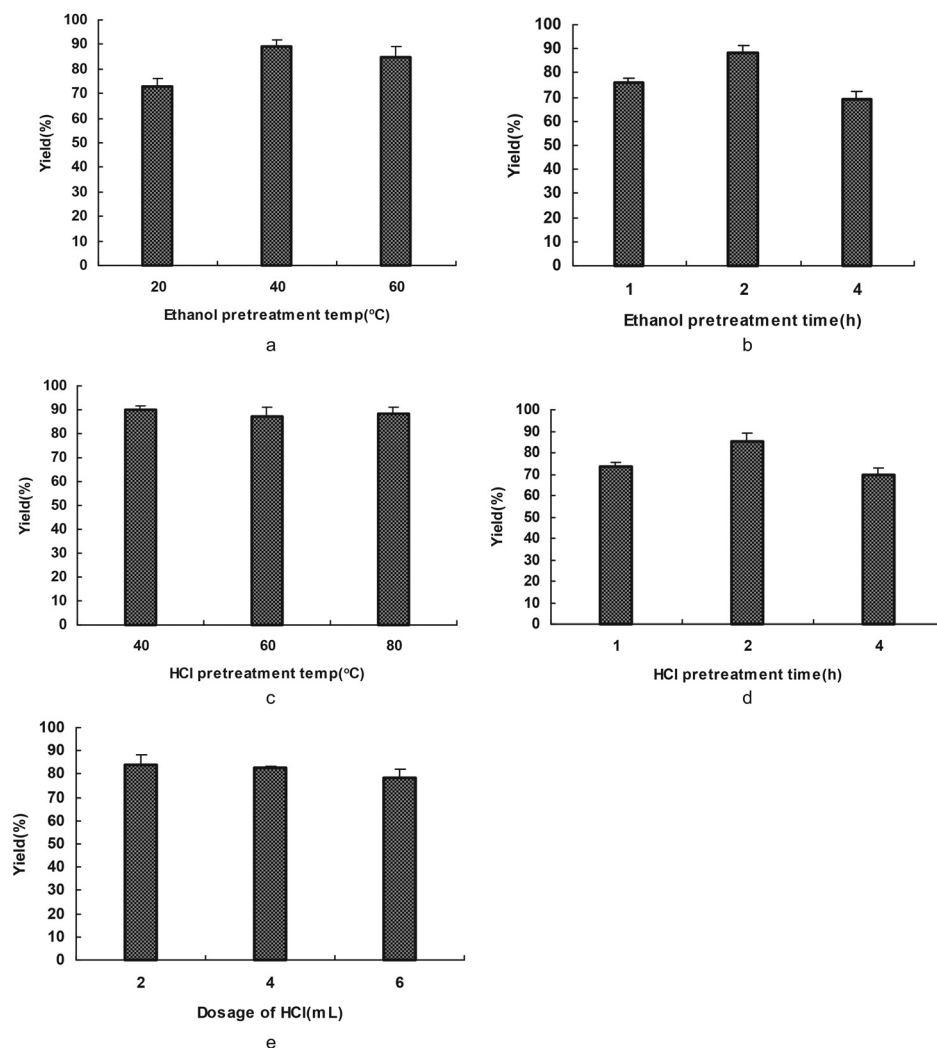 100
90
80
70
60
50
40
30
20
10
0
Yield(%)
20 40 60
Ethanol pretreatment temp(ºC)
a
100
90
80
70
60
50
40
30
20
10
0
Yield(%)
1 2 4
Ethanol pretreatment time(h)
b
100
90
80
70
60
50
40
30
20
10
0
Yield(%)
40 60 80
HCl pretreatment temp(ºC)
c
100
90
80
70
60
50
40
30
20
10
0
Yield(%)
1 2 4
HCl pretreatment time(h)
d
100
90
80
70
60
50
40
30
20
10
0
Yield(%)
2 4 6
Dosage of HCl(mL)
e